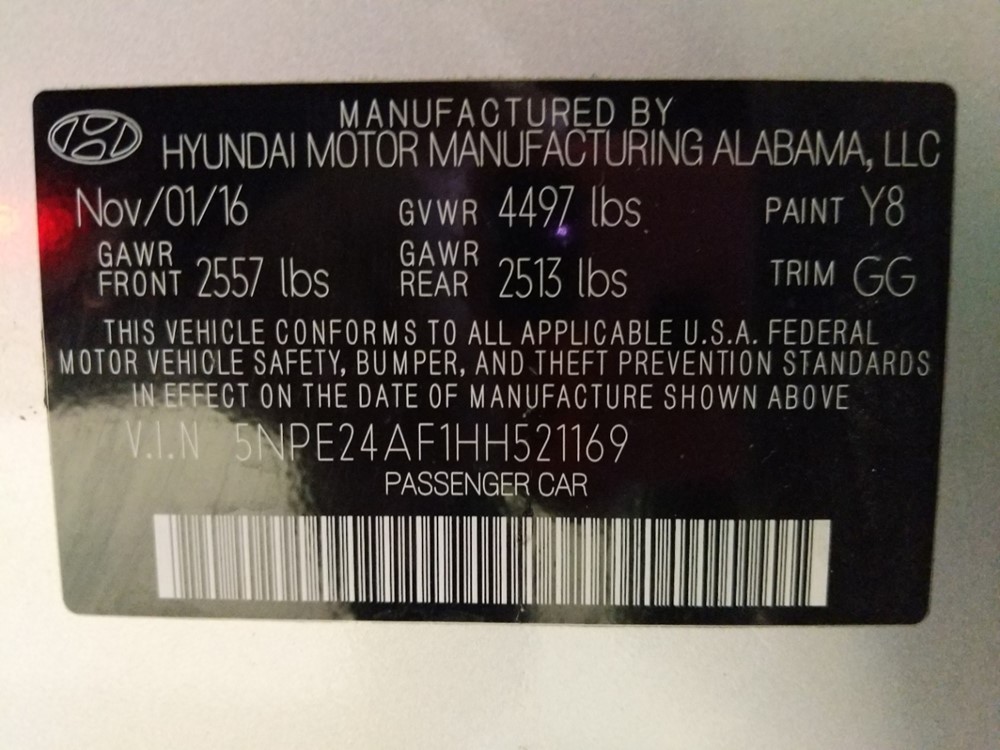 MANUFACTURED BY
HYUNDAI MOTOR MANUFACTURING ALABAMA, LLC
Nov/01/16 GVWR 4497 lbs PAINT Y8
GAWR FRONT 2557 lbs GAWR REAR 2513 lbs TRIM GG
THIS VEHICLE CONFORMS TO ALL APPLICABLE U.S.A. FEDERAL
MOTOR VEHICLE SAFETY, BUMPER, AND THEFT PREVENTION STANDARDS
IN EFFECT ON THE DATE OF MANUFACTURE SHOWN ABOVE
V.I.N 5NPE24AF1HH521169
PASSENGER CAR